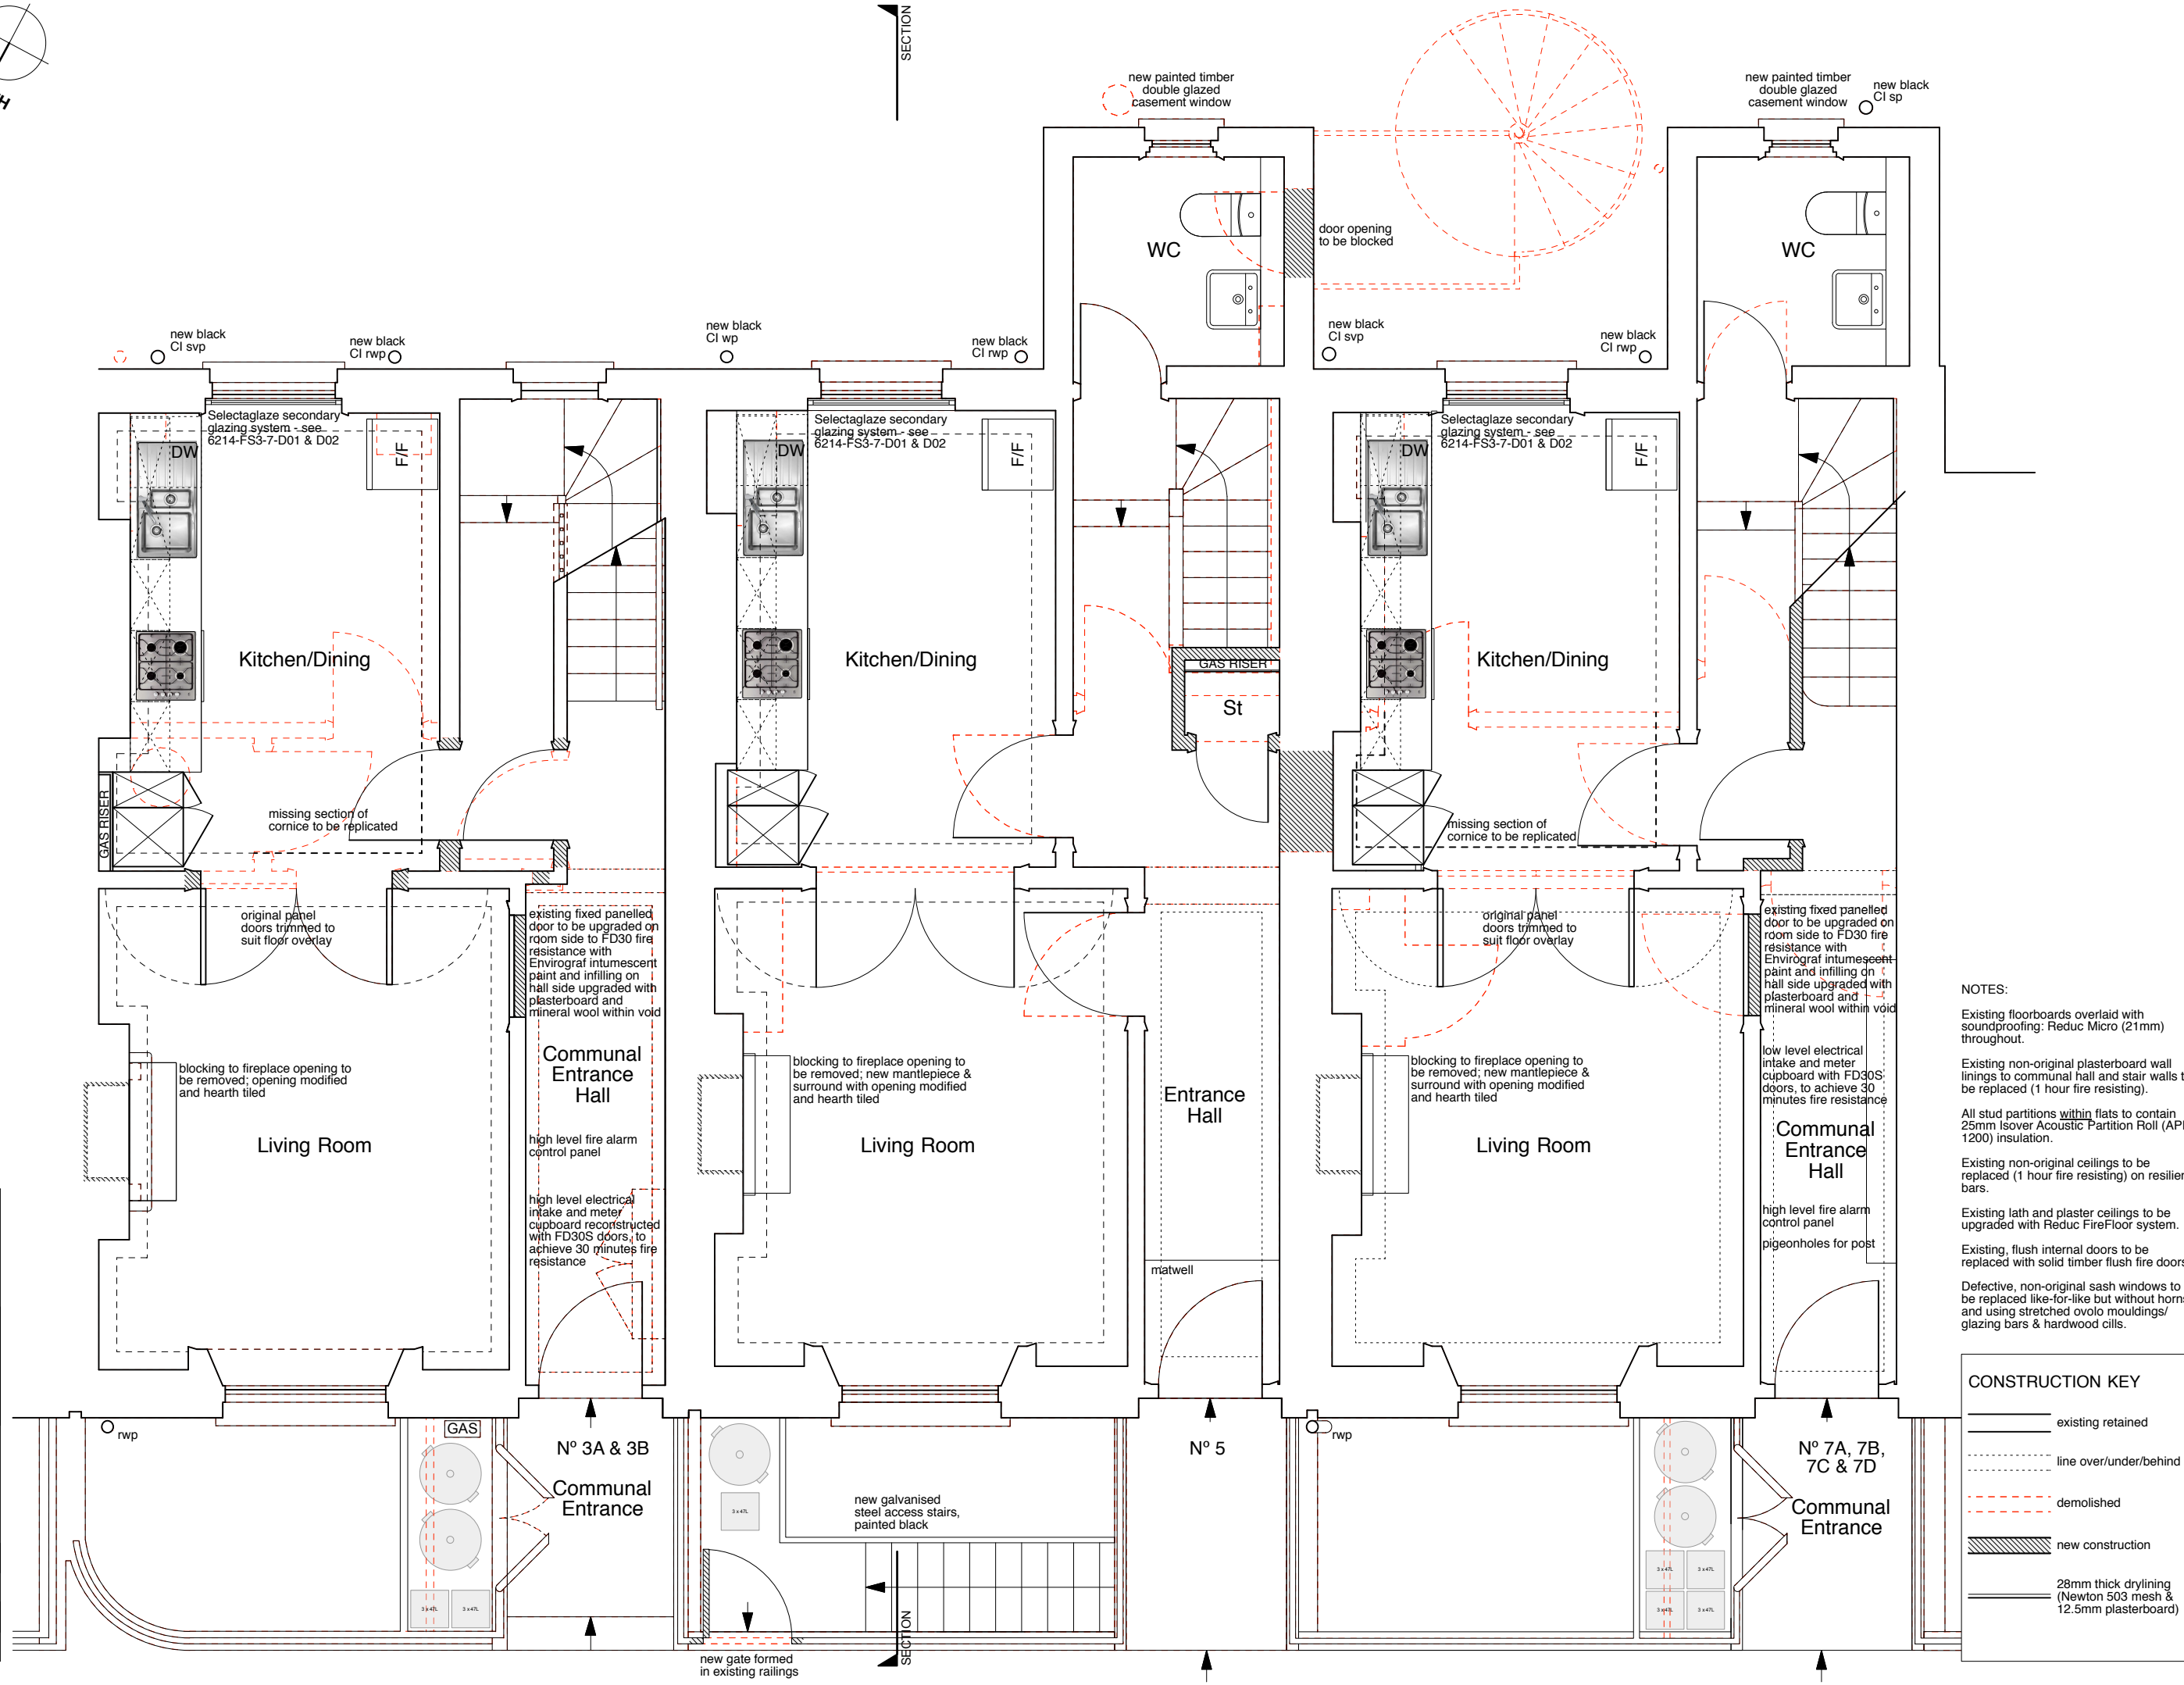 SECTION
new painted timber
double glazed
casement window
new painted timber
double glazed
casement window
new black
CI sp
WC
door opening
to be blocked
WC
new black
CI svp
new black
CI rwp
new black
CI wp
new black
CI rwp
new black
CI svp
new black
CI rwp
Selectaglaze secondary
glazing system - see
6214-FS3-7-D01 & D02
DW
F/F
Selectaglaze secondary
glazing system - see
6214-FS3-7-D01 & D02
DW
F/F
Selectaglaze secondary
glazing system - see
6214-FS3-7-D01 & D02
DW
F/F
Kitchen/Dining
Kitchen/Dining
GAS RISER
St
Kitchen/Dining
GAS RISER
missing section of
cornice to be replicated
missing section of
cornice to be replicated
original panel
doors trimmed to
suit floor overlay
existing fixed panelled
door to be upgraded on
room side to FD30 fire
resistance with
Envirograf intumescent
paint and infilling on
hall side upgraded with
plasterboard and
mineral wool within void
original panel
doors trimmed to
suit floor overlay
existing fixed panelled
door to be upgraded on
room side to FD30 fire
resistance with
Envirograf intumescent
paint and infilling on
hall side upgraded with
plasterboard and
mineral wool within void
blocking to fireplace opening to
be removed; opening modified
and hearth tiled
Living Room
Communal
Entrance
Hall
high level fire alarm
control panel
high level electrical
intake and meter
cupboard reconstructed
with FD30S doors, to
achieve 30 minutes fire
resistance
blocking to fireplace opening to
be removed; new mantlepiece &
surround with opening modified
and hearth tiled
Living Room
Entrance
Hall
matwell
blocking to fireplace opening to
be removed; new mantlepiece &
surround with opening modified
and hearth tiled
Living Room
low level electrical
intake and meter
cupboard with FD30S
doors, to achieve 30
minutes fire resistance
Communal
Entrance
Hall
high level fire alarm
control panel
pigeonholes for post
rwp
GAS
3 x 47L
3 x 47L
Nº 3A & 3B
Communal
Entrance
3 x 47L
new galvanised
steel access stairs,
painted black
new gate formed
in existing railings
SECTION
Nº 5
rwp
3 x 47L
3 x 47L
3 x 47L
3 x 47L
Nº 7A, 7B,
7C & 7D
Communal
Entrance
NOTES:
Existing floorboards overlaid with
soundproofing: Reduc Micro (21mm)
throughout.
Existing non-original plasterboard wall
linings to communal hall and stair walls t
be replaced (1 hour fire resisting).
All stud partitions within flats to contain
25mm Isover Acoustic Partition Roll (AP
1200) insulation.
Existing non-original ceilings to be
replaced (1 hour fire resisting) on resilie
bars.
Existing lath and plaster ceilings to be
upgraded with Reduc FireFloor system.
Existing, flush internal doors to be
replaced with solid timber flush fire doors
Defective, non-original sash windows to
be replaced like-for-like but without horn
and using stretched ovolo mouldings/
glazing bars & hardwood cills.
CONSTRUCTION KEY
existing retained
line over/under/behind
demolished
new construction
28mm thick drylining
(Newton 503 mesh &
12.5mm plasterboard)